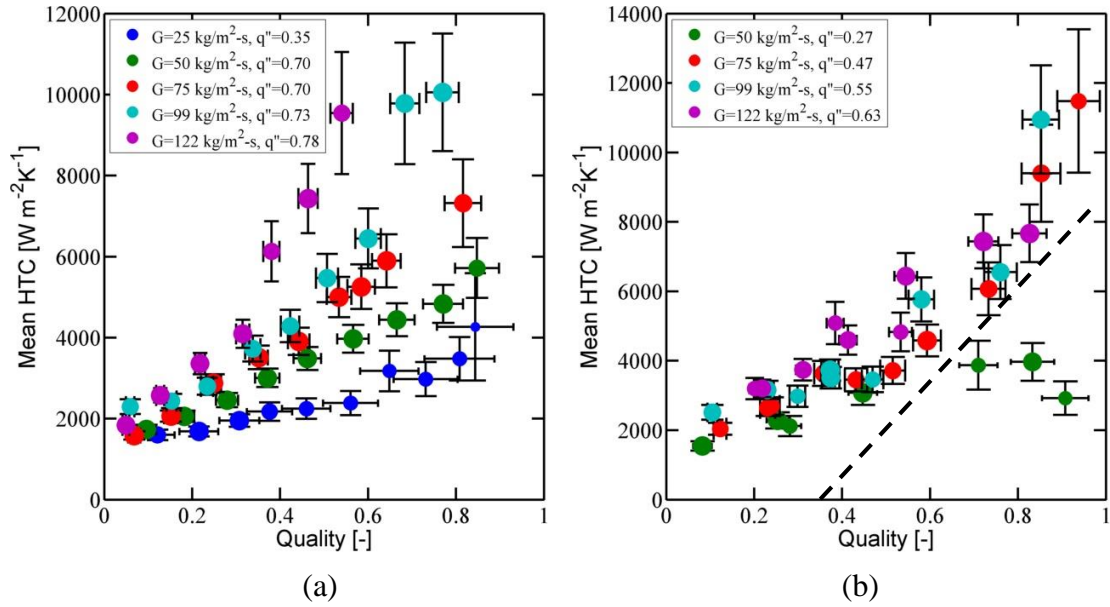 12000
10000
8000
6000
4000
2000
0
Mean HTC [W m⁻²K⁻¹]
G=25 kg/m²-s, q"=0.35
G=50 kg/m²-s, q"=0.70
G=75 kg/m²-s, q"=0.70
G=99 kg/m²-s, q"=0.73
G=122 kg/m²-s, q"=0.78
0 0.2 0.4 0.6 0.8 1
Quality [-]
(a)
14000
12000
10000
8000
6000
4000
2000
0
Mean HTC [W m⁻²K⁻¹]
G=50 kg/m²-s, q"=0.27
G=75 kg/m²-s, q"=0.47
G=99 kg/m²-s, q"=0.55
G=122 kg/m²-s, q"=0.63
0 0.2 0.4 0.6 0.8 1
Quality [-]
(b)